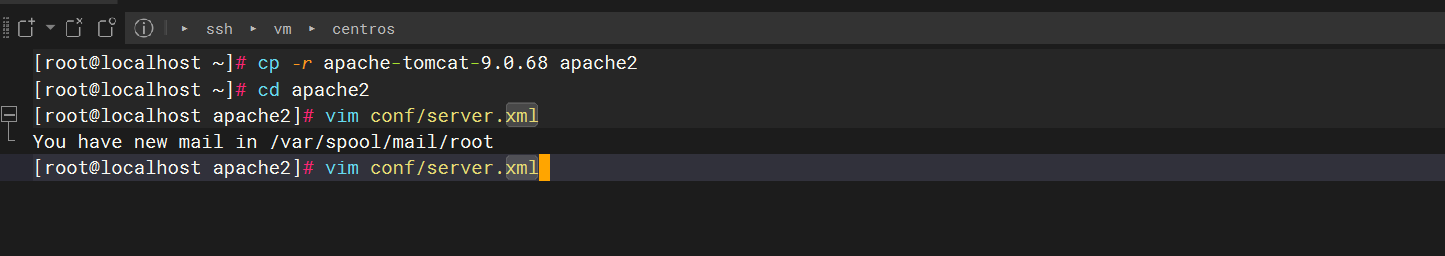 ssh ▸ vm ▸ centros
[root@localhost ~]# cp -r apache-tomcat-9.0.68 apache2
[root@localhost ~]# cd apache2
[root@localhost apache2]# vim conf/server.xml
You have new mail in /var/spool/mail/root
[root@localhost apache2]# vim conf/server.xml